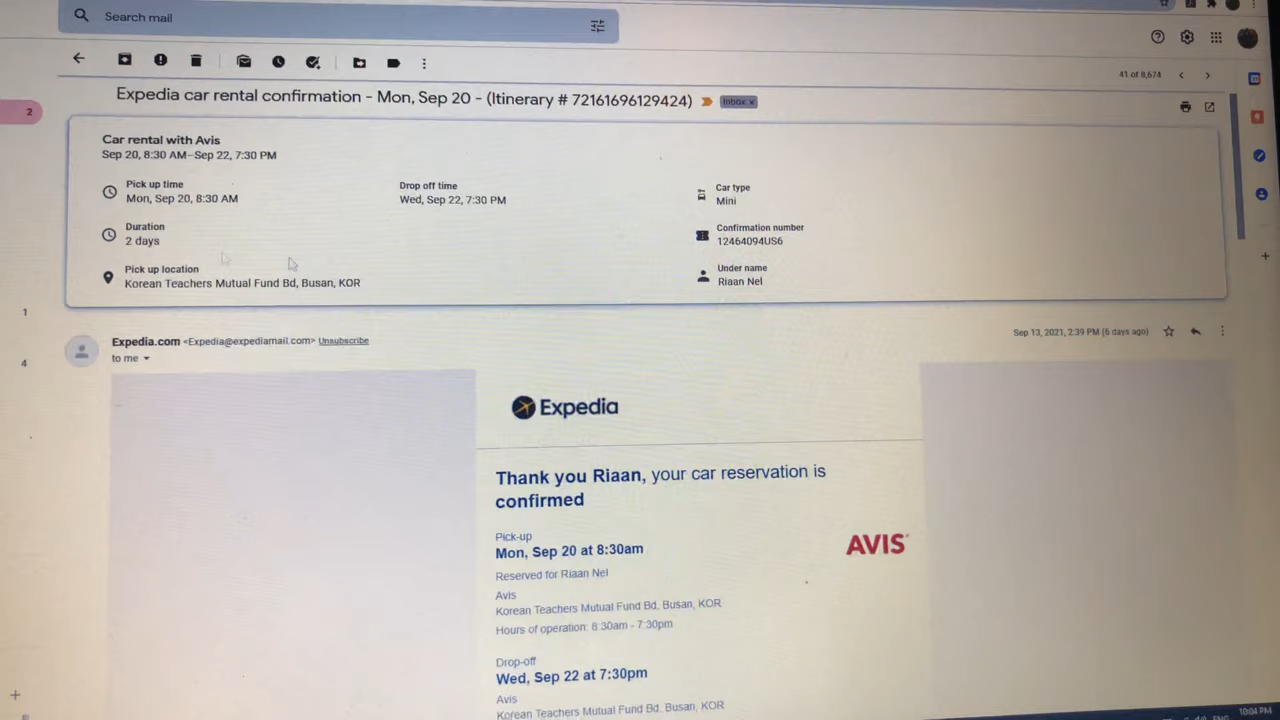 Search mail
41 of 8,674
Expedia car rental confirmation - Mon, Sep 20 - (Itinerary # 72161696129424)
Inbox x
2
Car rental with Avis
Sep 20, 8:30 AM–Sep 22, 7:30 PM
Pick up time
Mon, Sep 20, 8:30 AM
Drop off time
Wed, Sep 22, 7:30 PM
Car type
Mini
Duration
2 days
Confirmation number
12464094US6
Pick up location
Korean Teachers Mutual Fund Bd, Busan, KOR
Under name
Riaan Nel
1
Expedia.com <Expedia@expediamail.com> Unsubscribe
Sep 13, 2021, 2:39 PM (6 days ago)
to me
4
Expedia
Thank you Riaan, your car reservation is
confirmed
Pick-up
Mon, Sep 20 at 8:30am
AVIS
Reserved for Riaan Nel
Avis
Korean Teachers Mutual Fund Bd, Busan, KOR
Hours of operation: 8:30am - 7:30pm
Drop-off
Wed, Sep 22 at 7:30pm
Avis
Korean Teachers Mutual Fund Bd, Busan, KOR
10:04 PM
ENG